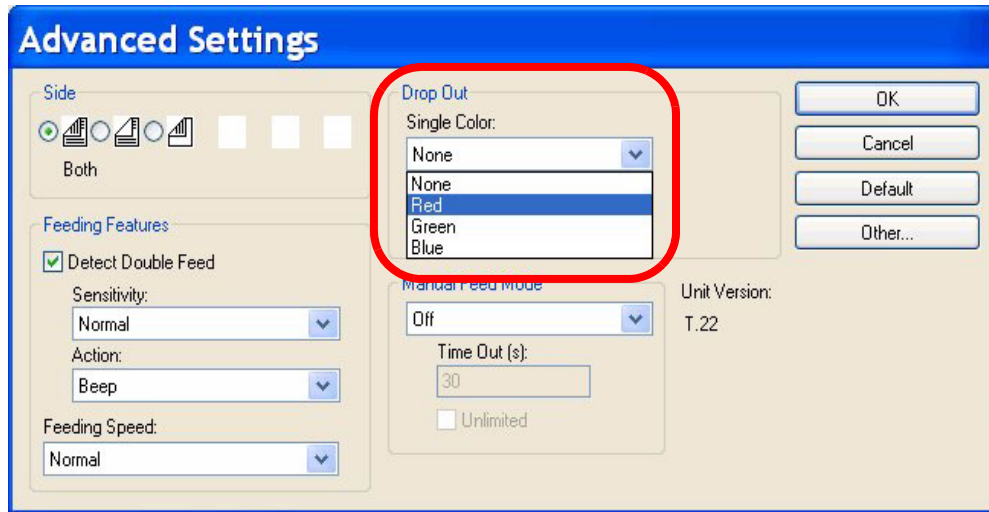 Advanced Settings
Side
Both
Feeding Features
Detect Double Feed
Sensitivity:
Normal
Action:
Beep
Feeding Speed:
Normal
Drop Out
Single Color:
None
None
Red
Green
Blue
Manual Feed Mode
Off
Time Out (s):
30
Unlimited
Unit Version:
T.22
OK
Cancel
Default
Other...